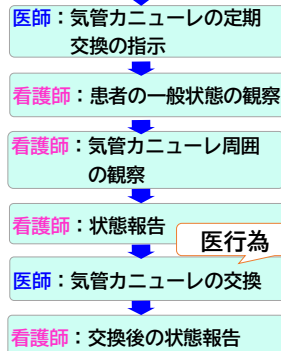 医師：気管カニューレの定期
交換の指示
看護師：患者の一般状態の観察
看護師：気管カニューレ周囲
の観察
看護師：状態報告
医行為
医師：気管カニューレの交換
看護師：交換後の状態報告